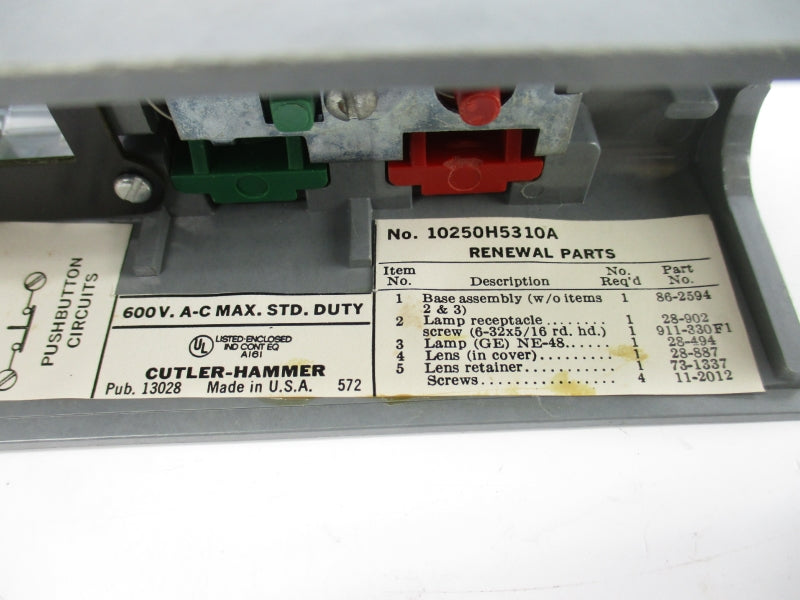 PUSHBUTTON
CIRCUITS
600V. A-C MAX. STD. DUTY
UL LISTED-ENCLOSED
IND CONT EQ
A161
CUTLER-HAMMER
Pub. 13028 Made in U.S.A. 572
No. 10250H5310A
RENEWAL PARTS
Item No. Description No. Req'd Part No.
1 Base assembly (w/o items 1 86-2594
2 & 3)
2 Lamp receptacle ....... 1 28-902
screw (6-32x5/16 rd. hd.) 1 911-330F1
3 Lamp (GE) NE-48...... 1 28-494
4 Lens (in cover)......... 1 28-887
5 Lens retainer........... 1 73-1337
Screws................ 4 11-2012